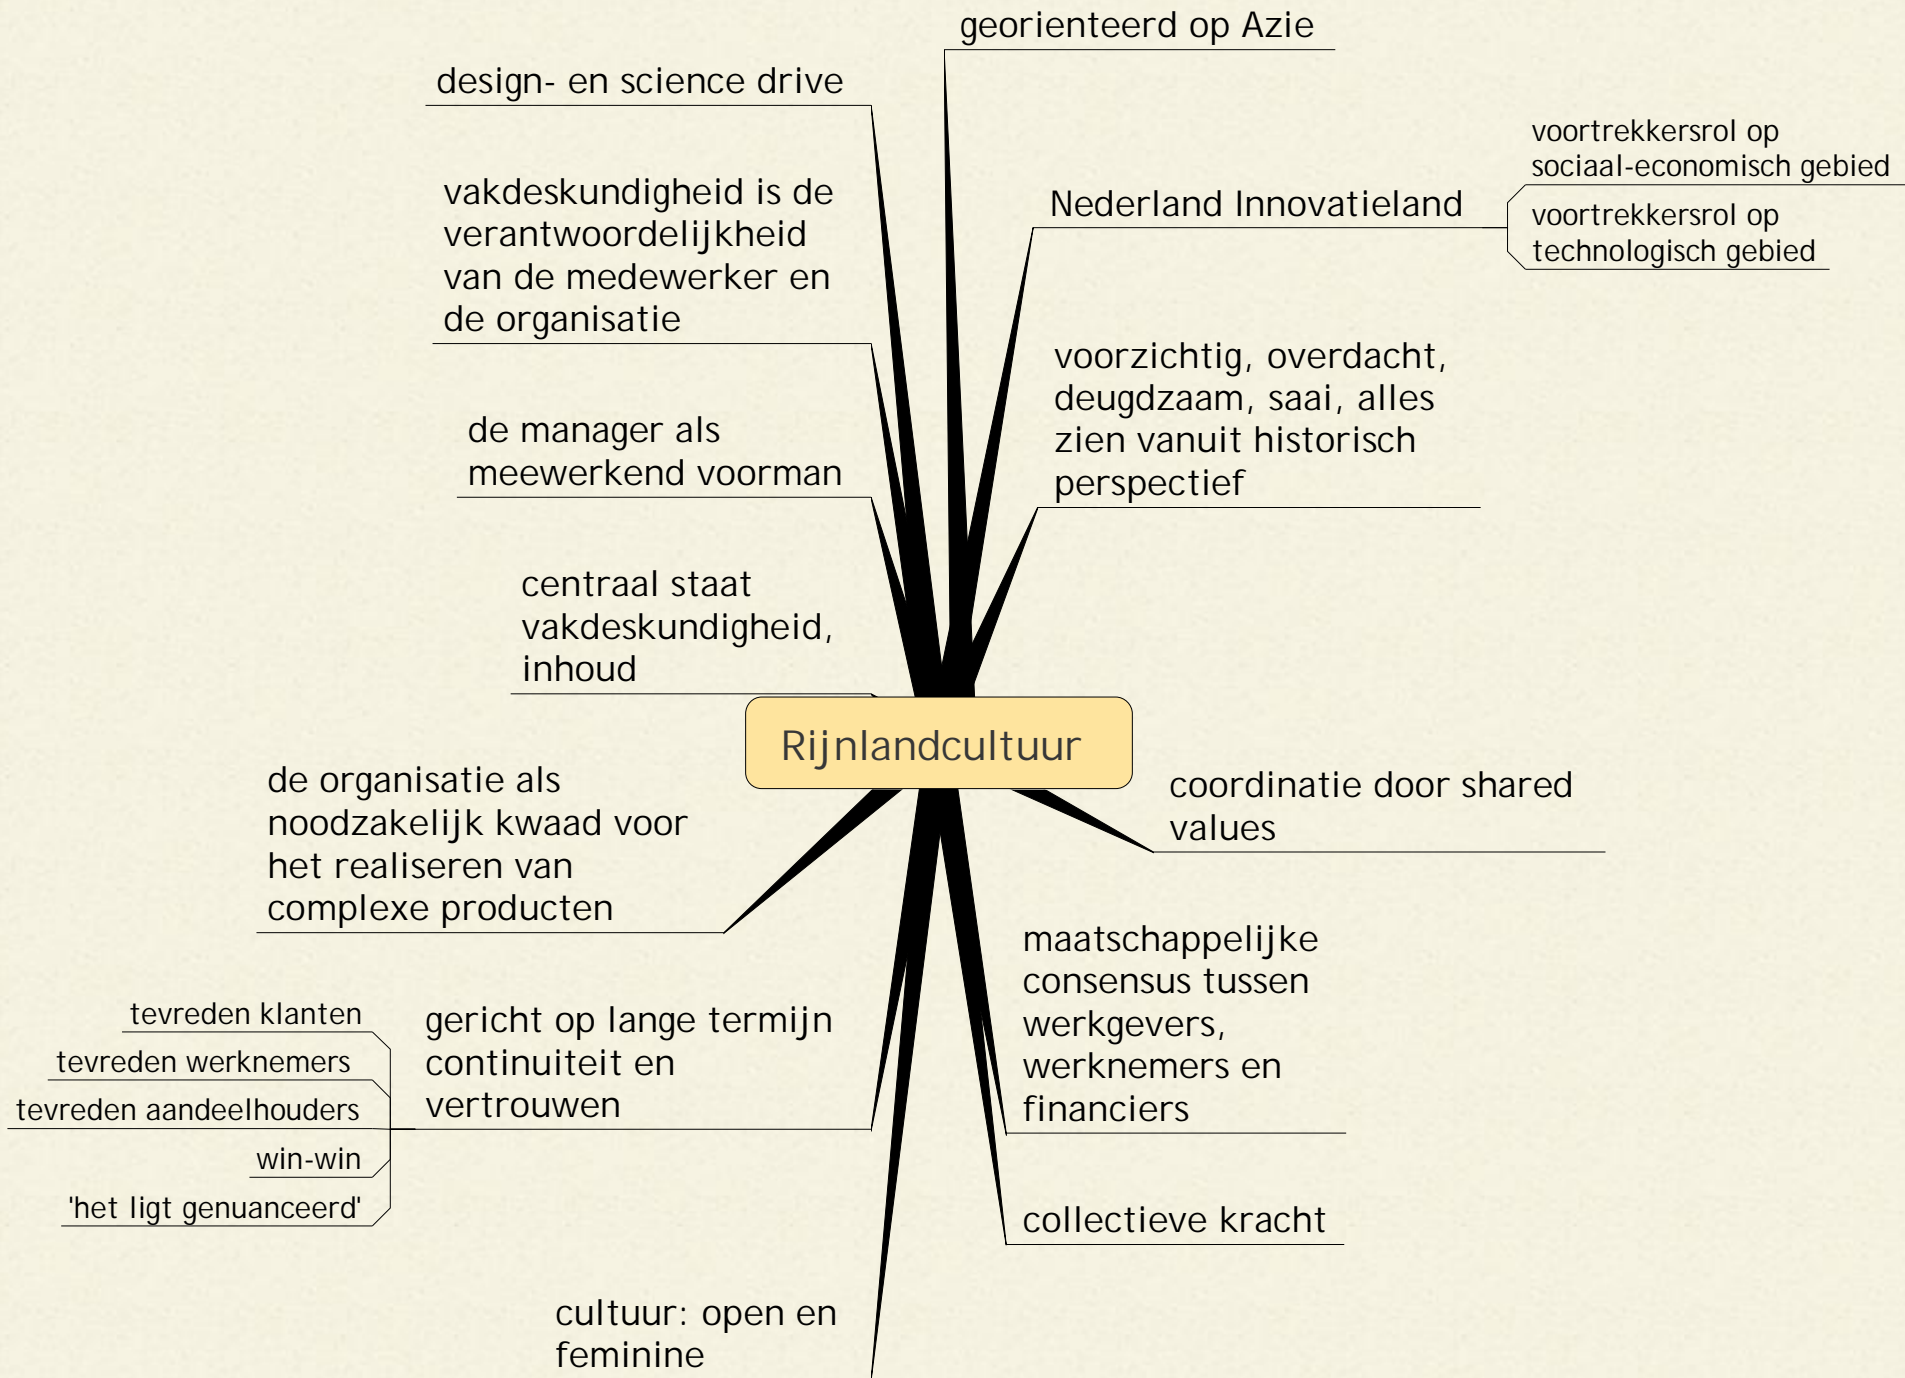 georienteerd op Azie
design- en science drive
voortrekkersrol op
sociaal-economisch gebied
Nederland Innovatieland
voortrekkersrol op
technologisch gebied
vakdeskundigheid is de
verantwoordelijkheid
van de medewerker en
de organisatie
voorzichtig, overdacht,
deugdzaam, saai, alles
zien vanuit historisch
perspectief
de manager als
meewerkend voorman
centraal staat
vakdeskundigheid,
inhoud
Rijnlandcultuur
de organisatie als
noodzakelijk kwaad voor
het realiseren van
complexe producten
coordinatie door shared
values
maatschappelijke
consensus tussen
werkgevers,
werknemers en
financiers
gericht op lange termijn
continuiteit en
vertrouwen
tevreden klanten
tevreden werknemers
tevreden aandeelhouders
win-win
'het ligt genuanceerd'
collectieve kracht
cultuur: open en
feminine